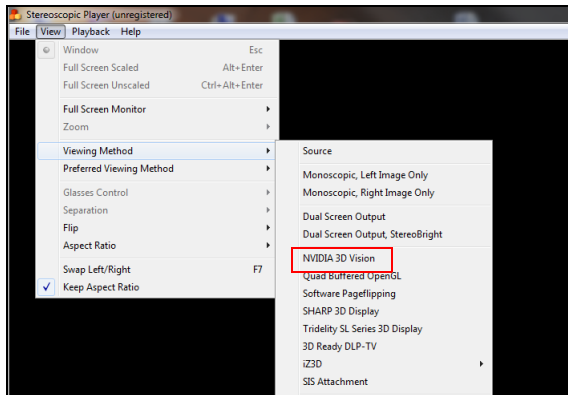 Stereoscopic Player (unregistered)
File View Playback Help
Window Esc
Full Screen Scaled Alt+Enter
Full Screen Unscaled Ctrl+Alt+Enter
Full Screen Monitor
Zoom
Viewing Method
Preferred Viewing Method
Glasses Control
Separation
Flip
Aspect Ratio
Swap Left/Right F7
Keep Aspect Ratio
Source
Monoscopic, Left Image Only
Monoscopic, Right Image Only
Dual Screen Output
Dual Screen Output, StereoBright
NVIDIA 3D Vision
Quad Buffered OpenGL
Software Pageflipping
SHARP 3D Display
Tridelity SL Series 3D Display
3D Ready DLP-TV
iZ3D
SIS Attachment